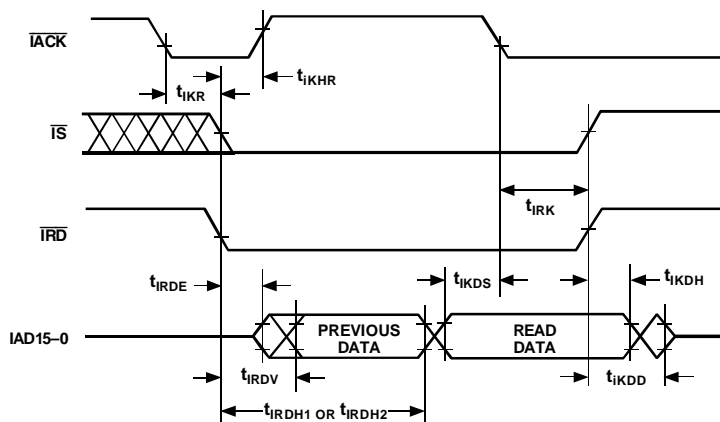 IACK
tiKHR
tIKR
IS
tIRK
IRD
tIRDE
tIKDS
tIKDH
IAD15–0
PREVIOUS DATA
READ DATA
tIRDV
tiKDD
tIRDH1 OR tIRDH2